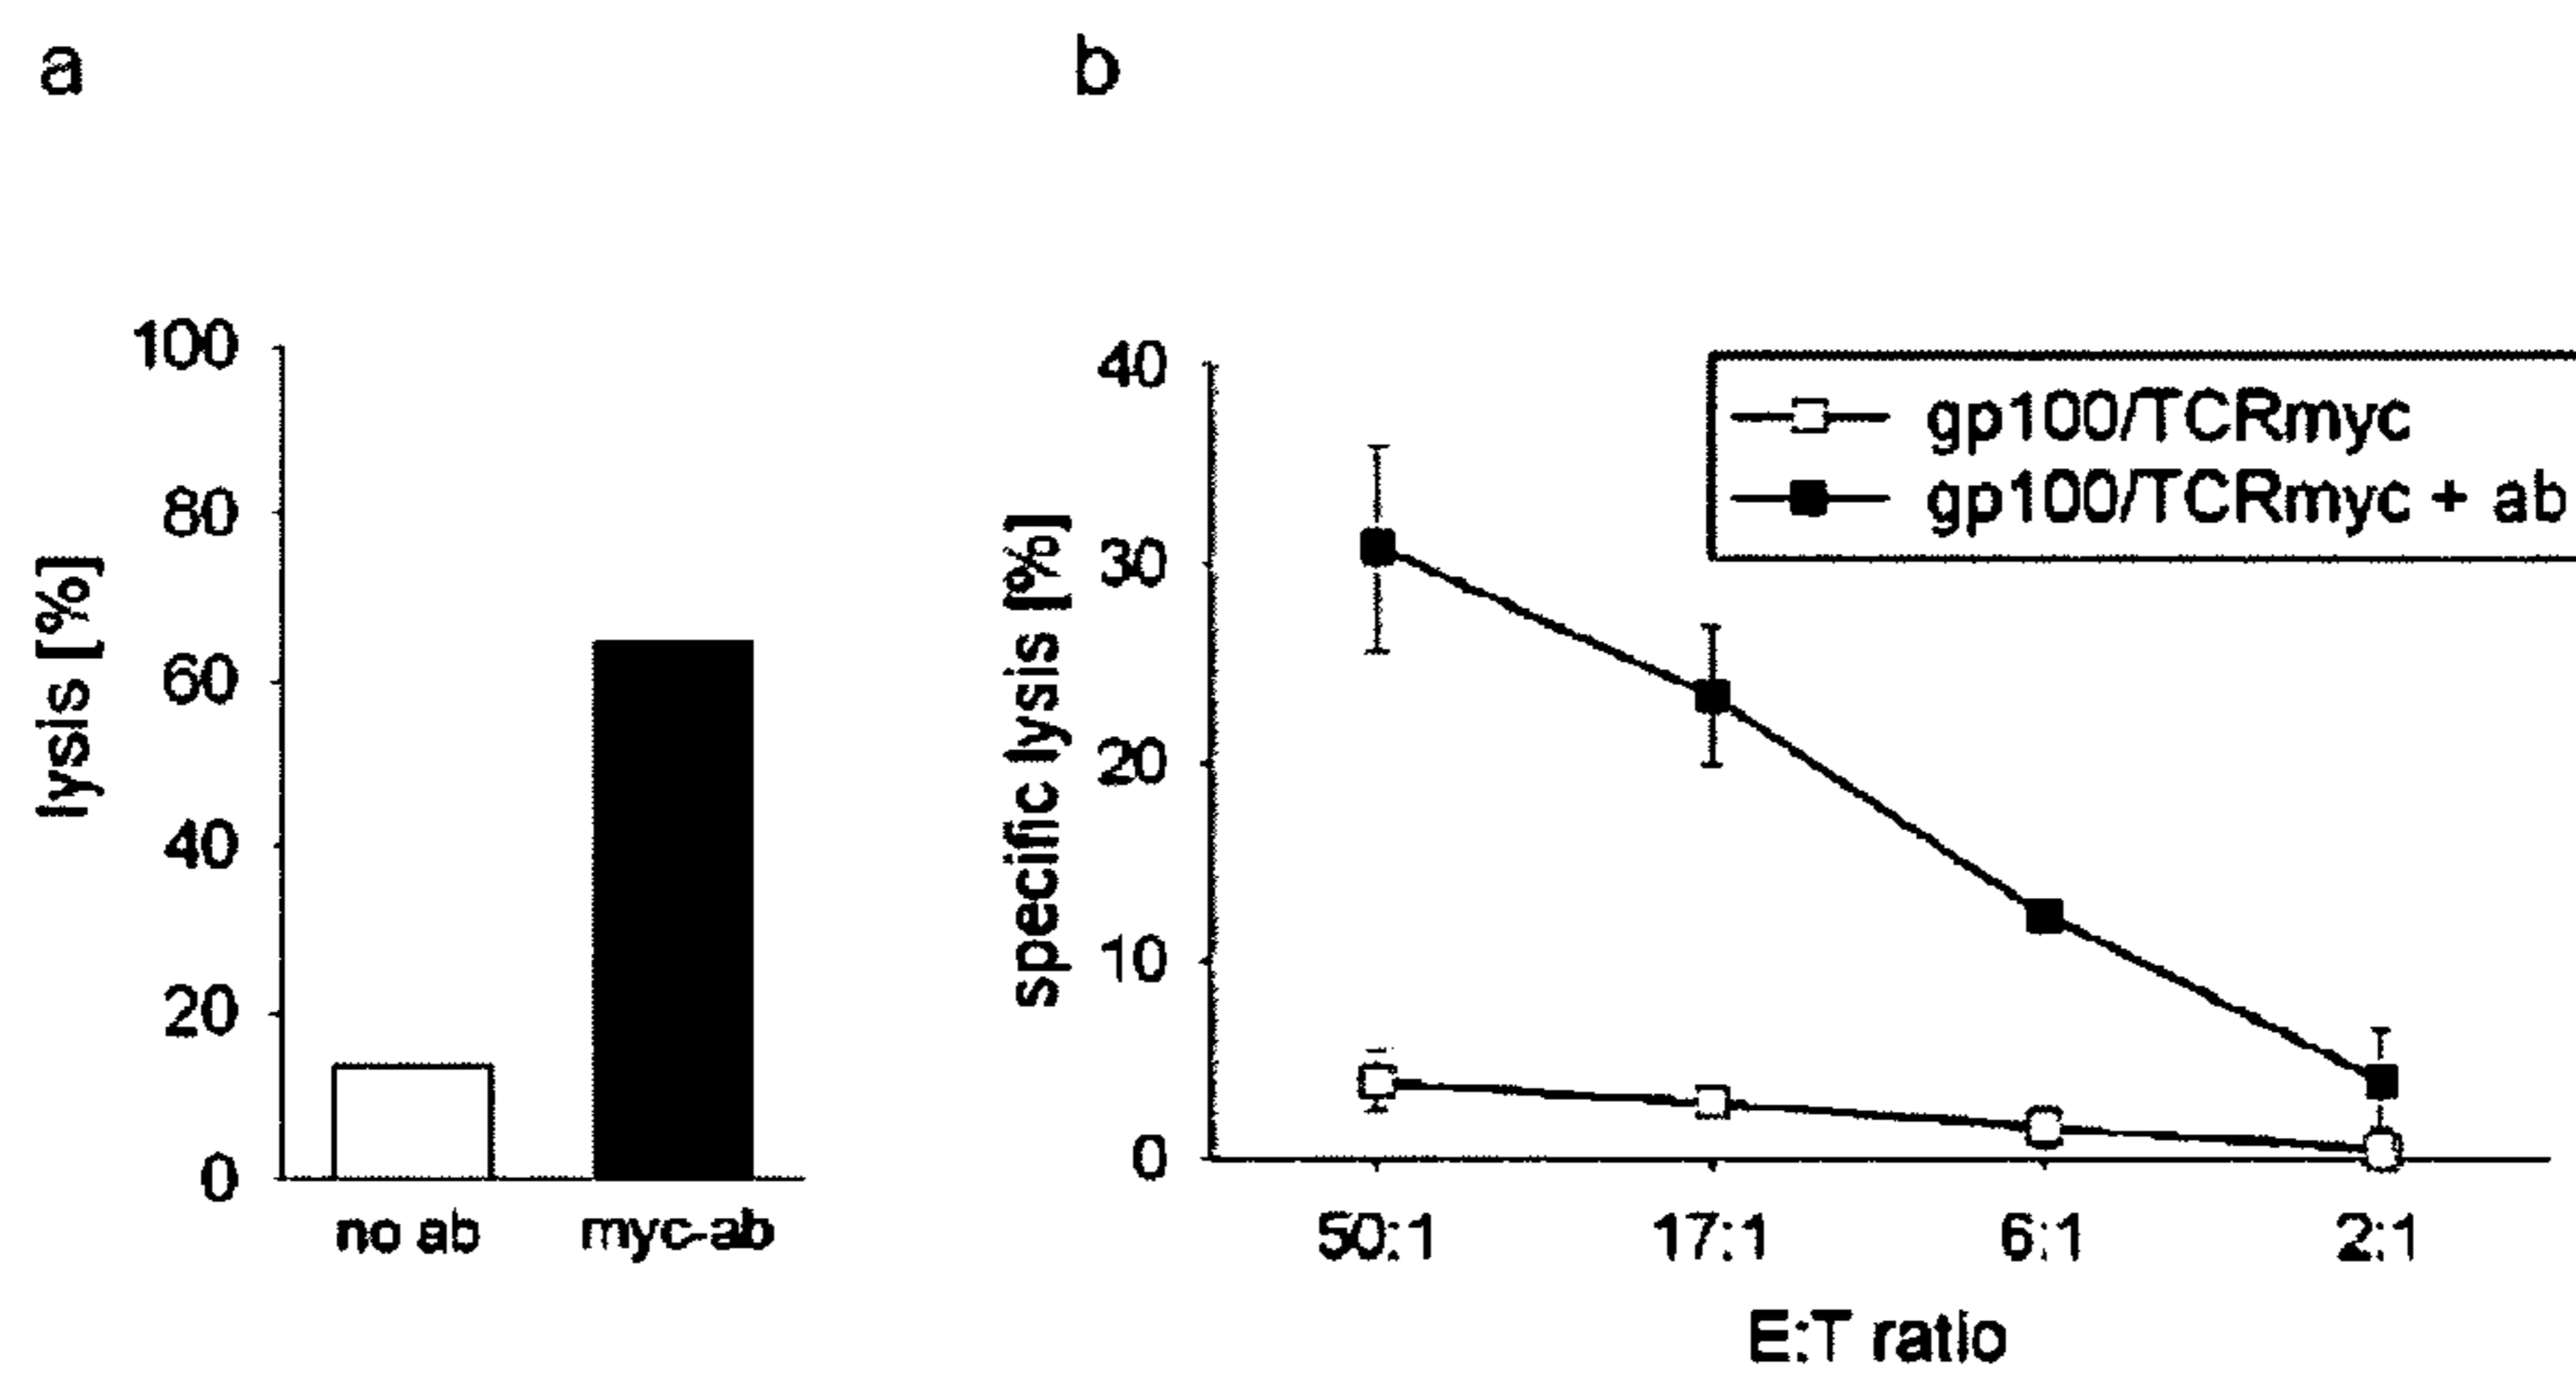 a
b
100
80
60
40
20
0
lysis [%]
no ab
myc-ab
40
30
20
10
0
specific lysis [%]
gp100/TCRmyc
gp100/TCRmyc + ab
50:1
17:1
6:1
2:1
E:T ratio